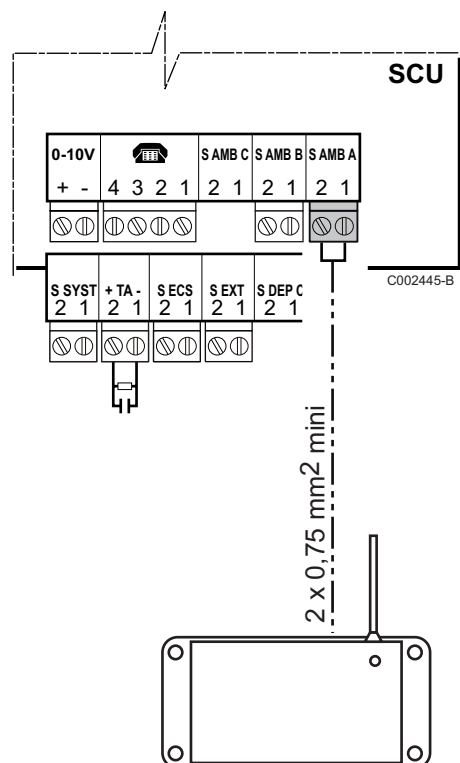 SCU
0-10V S AMB C S AMB B S AMB A
+ - 4 3 2 1 2 1 2 1 2 1
C002445-B
S SYST + TA - S ECS S EXT S DEP C
2 1 2 1 2 1 2 1 2 1
2 x 0,75 mm² mini